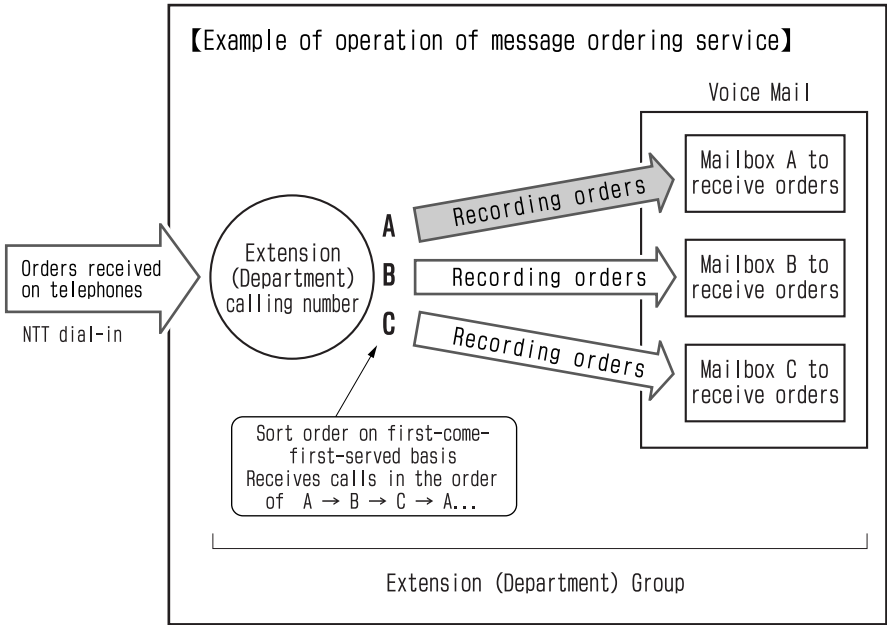 【Example of operation of message ordering service】
Voice Mail
Mailbox A to
receive orders
Recording orders
A
Extension
(Department)
calling number
Orders received
on telephones
B
Recording orders
Mailbox B to
receive orders
NTT dial-in
C
Recording orders
Mailbox C to
receive orders
Sort order on first-come-
first-served basis
Receives calls in the order
of A → B → C → A...
Extension (Department) Group